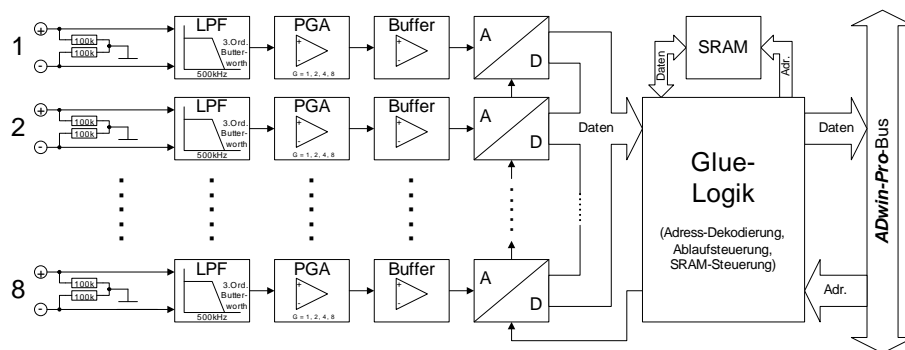 1
+
-
100k
100k
LPF
3.Ord.
Butter-
worth
500kHz
PGA
+
-
G = 1, 2, 4, 8
Buffer
A
D
2
+
-
100k
100k
LPF
3.Ord.
Butter-
worth
500kHz
PGA
+
-
G = 1, 2, 4, 8
Buffer
A
D
8
+
-
100k
100k
LPF
3.Ord.
Butter-
worth
500kHz
PGA
+
-
G = 1, 2, 4, 8
Buffer
A
D
Daten
Daten
SRAM
Adr.
Glue-
Logik
(Adress-Dekodierung,
Ablaufsteuerung,
SRAM-Steuerung)
Daten
Adr.
ADwin-Pro-Bus